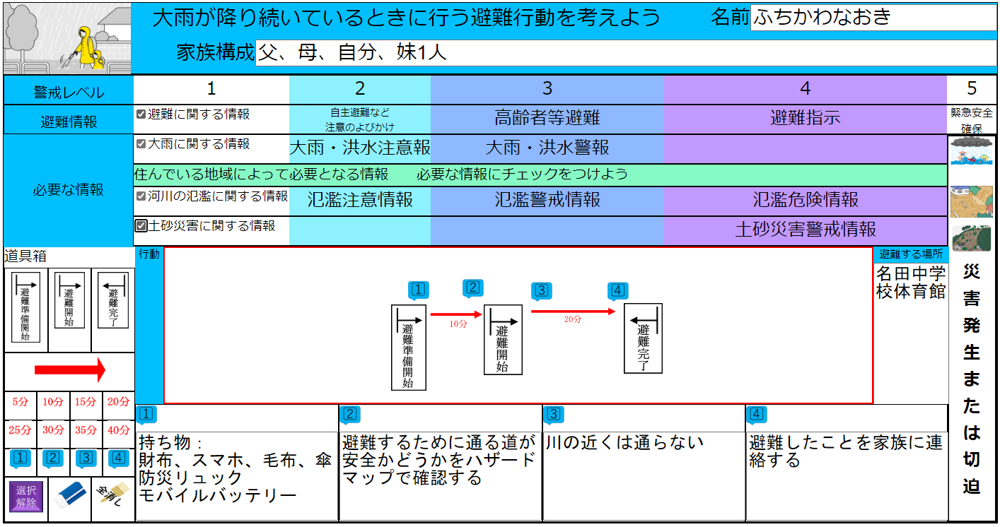 大雨が降り続いているときに行う避難行動を考えよう
名前 ふちかわなおき
家族構成 父、母、自分、妹1人
警戒レベル 1 2 3 4 5
避難情報
避難に関する情報
自主避難など
注意のよびかけ
高齢者等避難
避難指示
緊急安全
確保
必要な情報
大雨に関する情報
大雨・洪水注意報
大雨・洪水警報
住んでいる地域によって必要となる情報 必要な情報にチェックをつけよう
河川の氾濫に関する情報
氾濫注意情報
氾濫警戒情報
氾濫危険情報
土砂災害に関する情報
土砂災害警戒情報
道具箱
避難準備開始
避難開始
避難完了
5分 10分 15分 20分
25分 30分 35分 40分
1 2 3 4
選択
解除
全消し
行動
1 2 3 4
避難準備開始
10分
避難開始
20分
避難完了
避難する場所
名田中学
校体育館
災害発生または切迫
1
持ち物：
財布、スマホ、毛布、傘
防災リュック
モバイルバッテリー
2
避難するために通る道が
安全かどうかをハザード
マップで確認する
3
川の近くは通らない
4
避難したことを家族に連
絡する